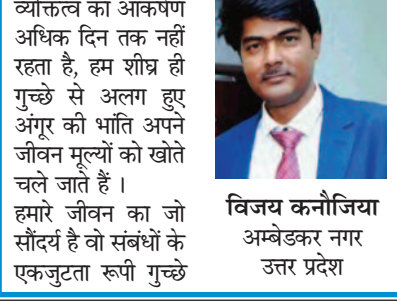 व्यक्तित्व का आकर्षण
अधिक दिन तक नहीं
रहता है, हम शीघ्र ही
गुच्छे से अलग हुए
अंगूर की भांति अपने
जीवन मूल्यों को खोते
चले जाते हैं ।
हमारे जीवन का जो
सौंदर्य है वो संबंधों के
एकजुटता रूपी गुच्छे
विजय कनौजिया
अम्बेडकर नगर
उत्तर प्रदेश